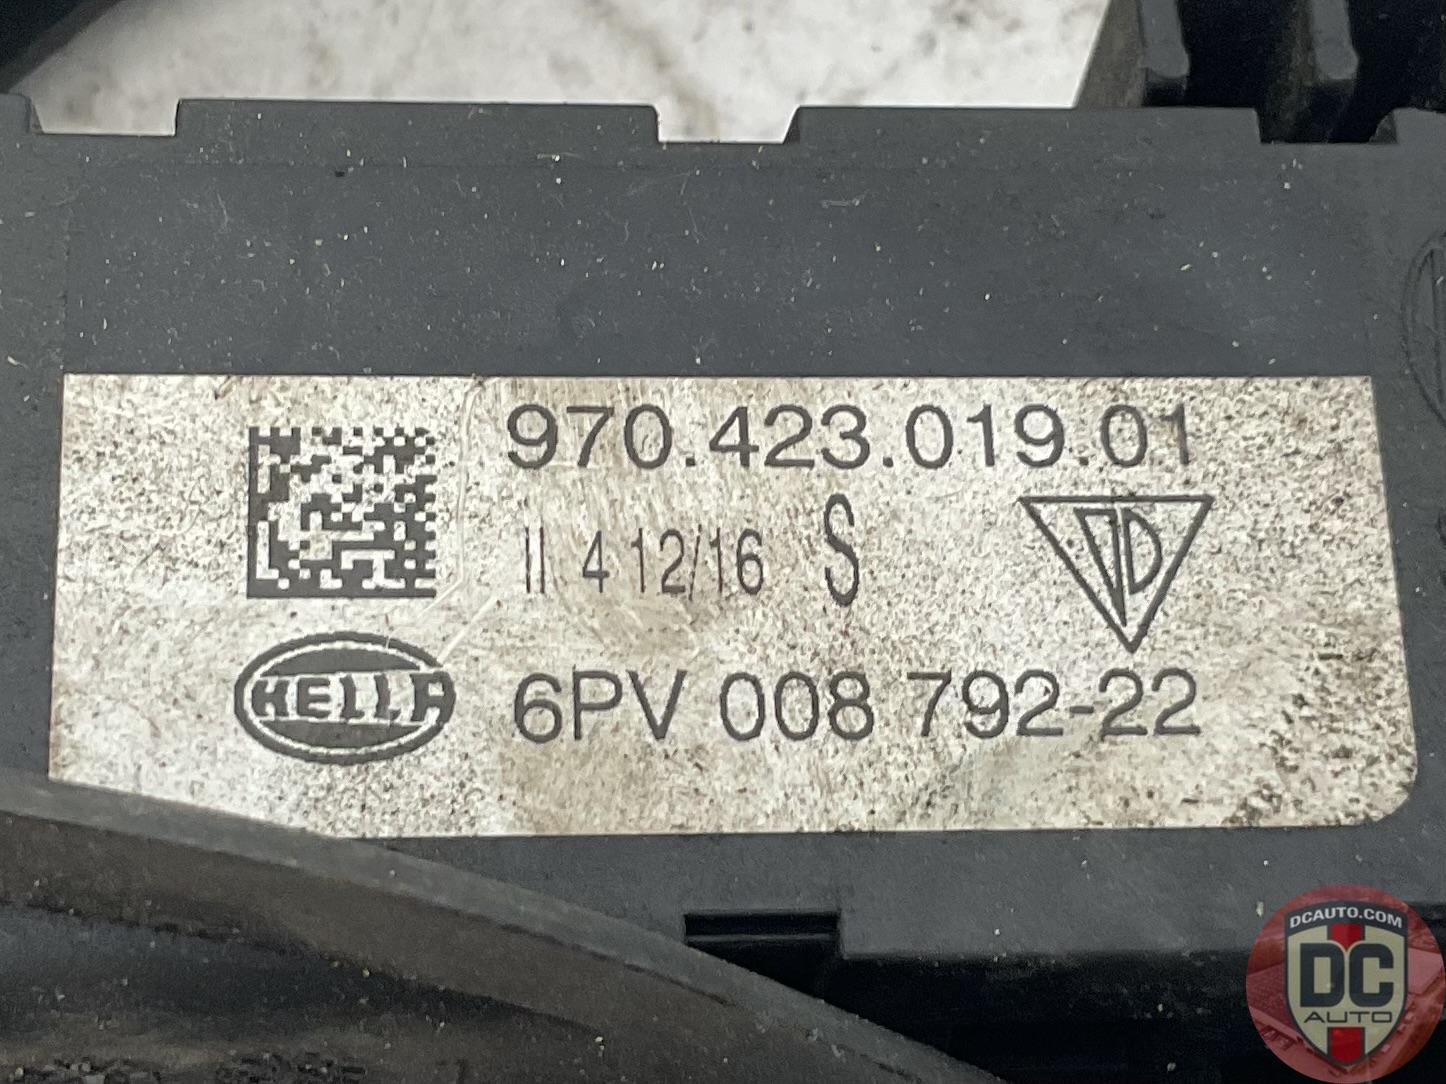 970.423.019.01
II 4 12/16 S
HELLA
6PV 008 792-22
DCAUTO.COM
DC
AUTO